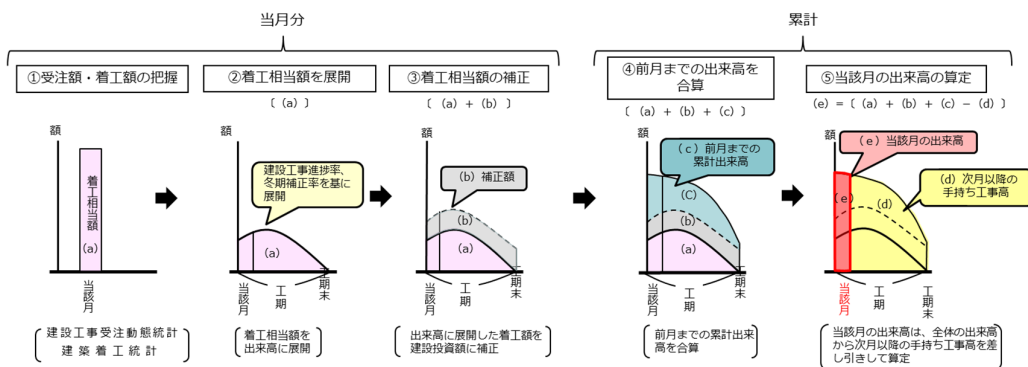 当月分
累計
①受注額・着工額の把握
②着工相当額を展開
〔（a）〕
③着工相当額の補正
〔（a）＋（b）〕
④前月までの出来高を
合算
〔（a）＋（b）＋（c）〕
⑤当該月の出来高の算定
（e）＝〔（a）＋（b）＋（c）－（d）〕
額
着工相当額
（a）
当該月
建設工事受注動態統計
建築着工統計
額
建設工事進捗率、
冬期補正率を基に
展開
（a）
当該月
工期
工期末
着工相当額を
出来高に展開
額
（b）補正額
（b）
（a）
当該月
工期
工期末
出来高に展開した着工額を
建設投資額に補正
額
（c）前月までの
累計出来高
（C）
（b）
（a）
当該月
工期
工期末
前月までの累計出来
高を合算
額
（e）当該月の出来高
（d）次月以降の
手持ち工事高
（e）
（d）
当該月
工期
工期末
当該月の出来高は、全体の出来高
から次月以降の手持ち工事高を差
し引きして算定